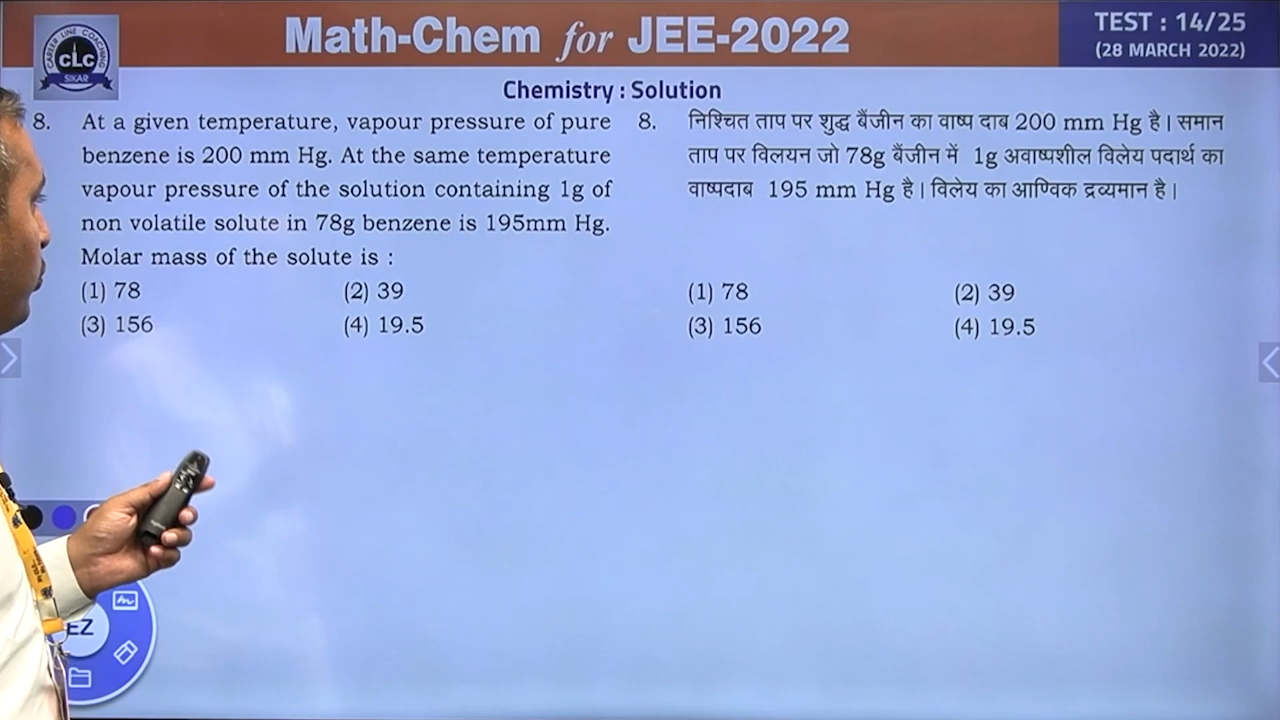 Math-Chem for JEE-2022
TEST : 14/25
(28 MARCH 2022)
CAREER LINE COACHING
CLC
SIKAR
Chemistry : Solution
8. At a given temperature, vapour pressure of pure
benzene is 200 mm Hg. At the same temperature
vapour pressure of the solution containing 1g of
non volatile solute in 78g benzene is 195mm Hg.
Molar mass of the solute is :
(1) 78 (2) 39
(3) 156 (4) 19.5
8. निश्चित ताप पर शुद्ध बैंजीन का वाष्प दाब 200 mm Hg है। समान
ताप पर विलयन जो 78g बैंजीन में 1g अवाष्पशील विलेय पदार्थ का
वाष्पदाब 195 mm Hg है। विलेय का आण्विक द्रव्यमान है।
(1) 78 (2) 39
(3) 156 (4) 19.5
EZ